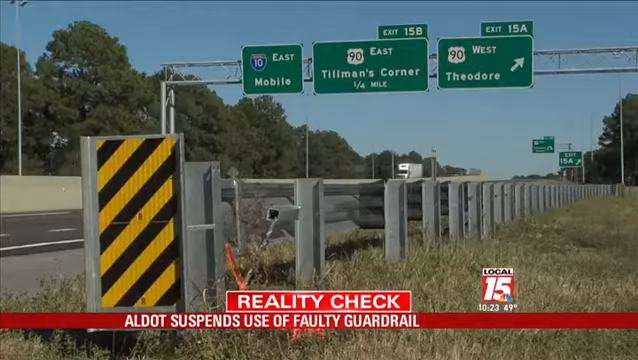 EXIT 15B
EXIT 15A
10 EAST
Mobile
90 EAST
Tillman's Corner
1/4 MILE
90 WEST
Theodore
15A
REALITY CHECK
ALDOT SUSPENDS USE OF FAULTY GUARDRAIL
LOCAL
15
10:23 49°